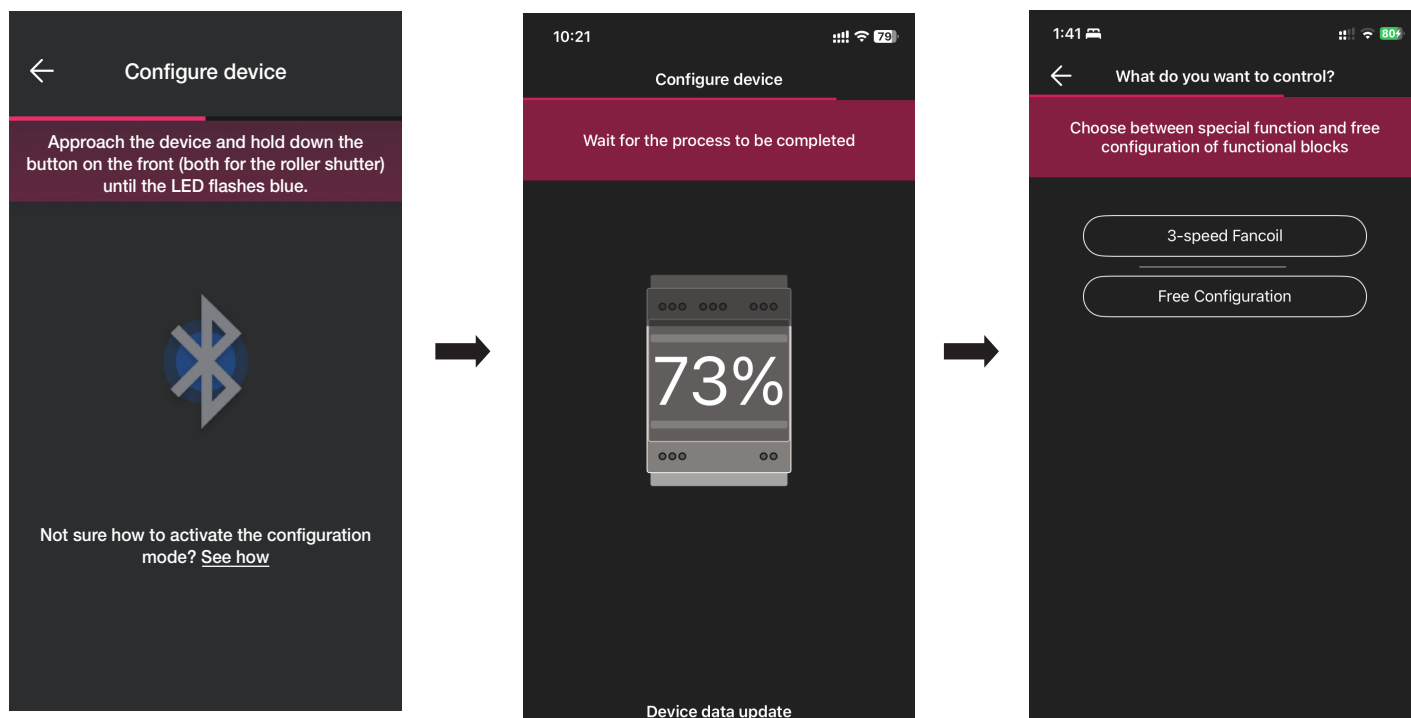 Configure device
Approach the device and hold down the
button on the front (both for the roller shutter)
until the LED flashes blue.
Not sure how to activate the configuration
mode? See how
10:21
79
Configure device
Wait for the process to be completed
73%
Device data update
1:41
80
What do you want to control?
Choose between special function and free
configuration of functional blocks
3-speed Fancoil
Free Configuration